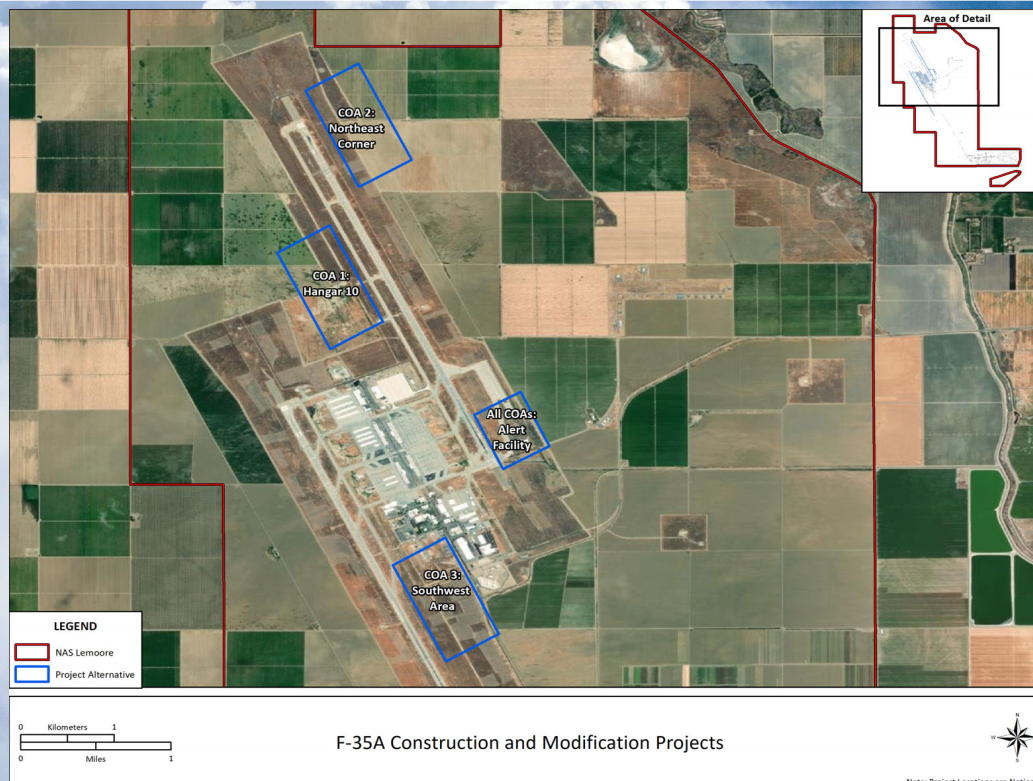 Area of Detail
COA 2:
Northeast
Corner
COA 1:
Hangar 10
All COAs:
Alert
Facility
COA 3:
Southwest
Area
LEGEND
NAS Lemoore
Project Alternative
0 Kilometers 1
0 Miles 1
F-35A Construction and Modification Projects
N
W
S